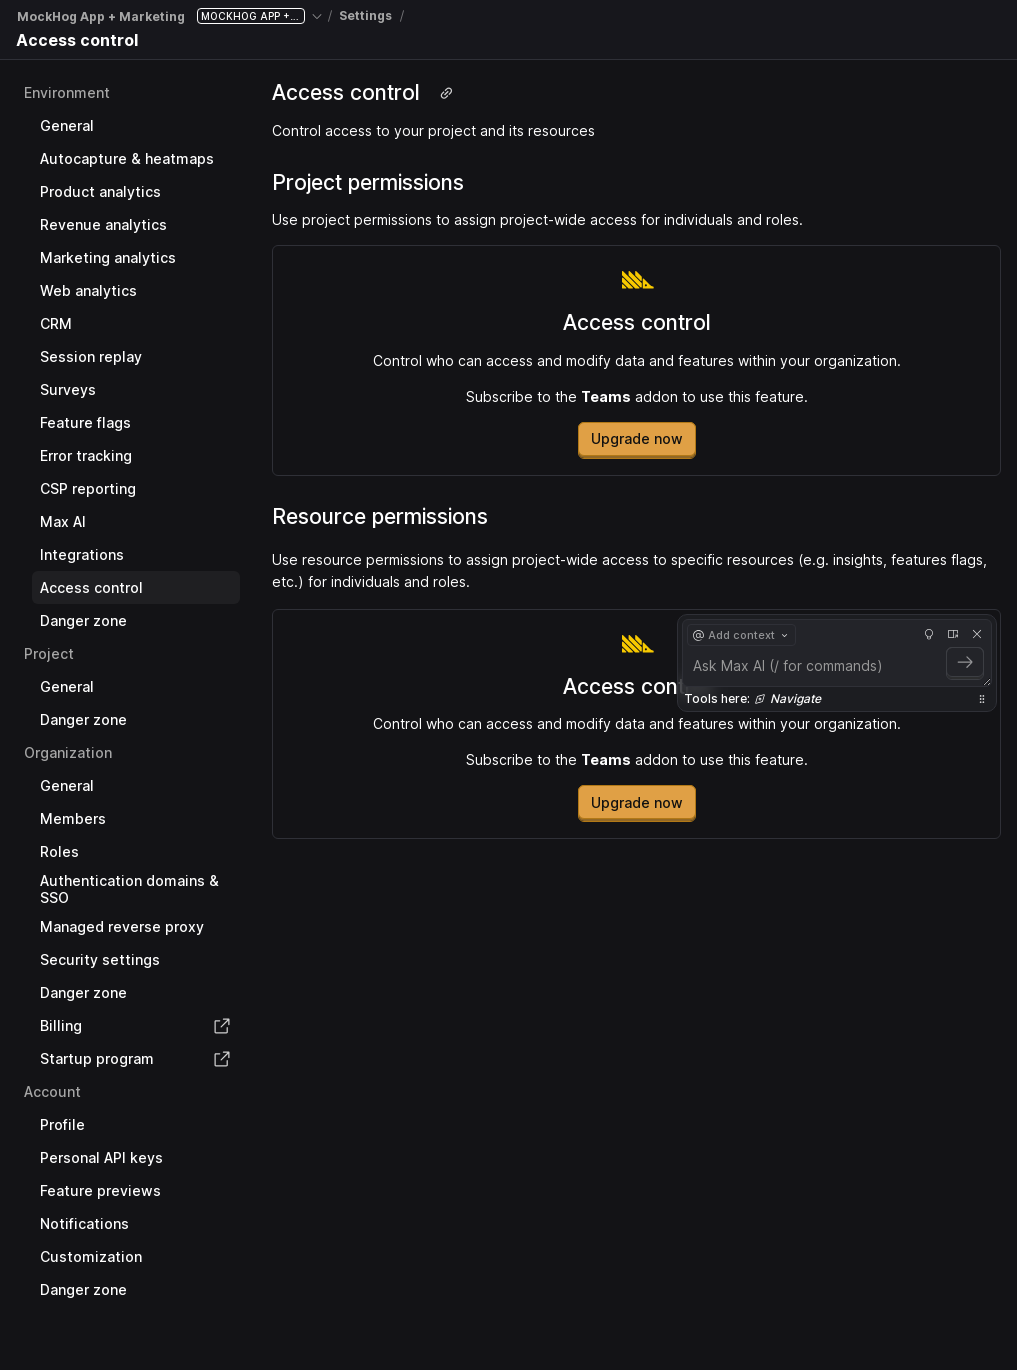 MockHog App + Marketing MOCKHOG APP +... / Settings /
Access control
Environment
General
Autocapture & heatmaps
Product analytics
Revenue analytics
Marketing analytics
Web analytics
CRM
Session replay
Surveys
Feature flags
Error tracking
CSP reporting
Max AI
Integrations
Access control
Danger zone
Project
General
Danger zone
Organization
General
Members
Roles
Authentication domains &
SSO
Managed reverse proxy
Security settings
Danger zone
Billing
Startup program
Account
Profile
Personal API keys
Feature previews
Notifications
Customization
Danger zone
Access control
Control access to your project and its resources
Project permissions
Use project permissions to assign project-wide access for individuals and roles.
Access control
Control who can access and modify data and features within your organization.
Subscribe to the Teams addon to use this feature.
Upgrade now
Resource permissions
Use resource permissions to assign project-wide access to specific resources (e.g. insights, features flags,
etc.) for individuals and roles.
Access cont
Control who can access and modify data and features within your organization.
Subscribe to the Teams addon to use this feature.
Upgrade now
@ Add context
Ask Max AI (/ for commands)
Tools here: Navigate